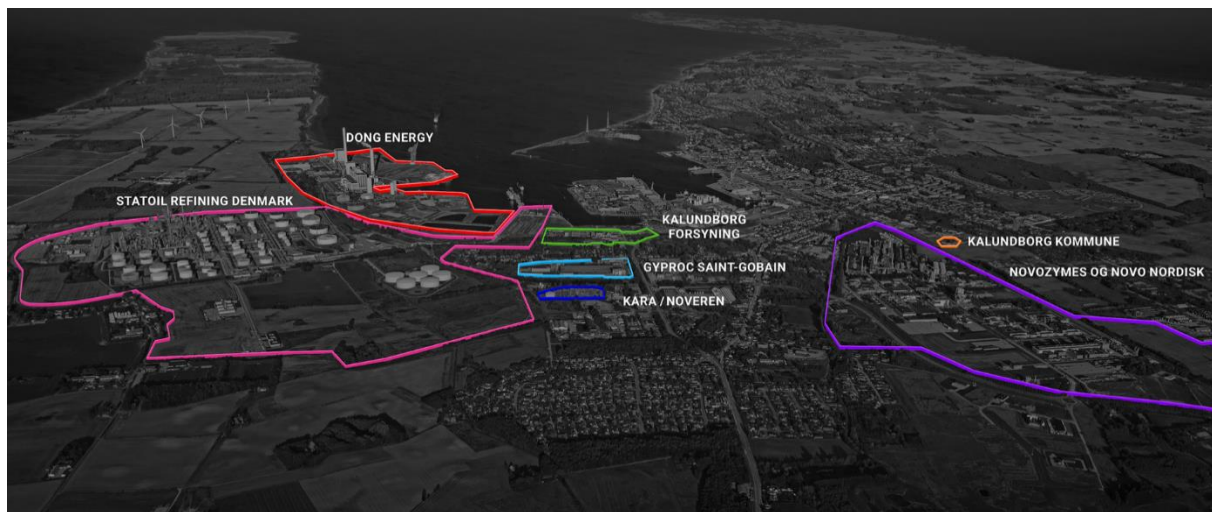 DONG ENERGY
STATOIL REFINING DENMARK
KALUNDBORG
FORSYNING
KALUNDBORG KOMMUNE
GYPROC SAINT-GOBAIN
NOVOZYMES OG NOVO NORDISK
KARA / NOVEREN